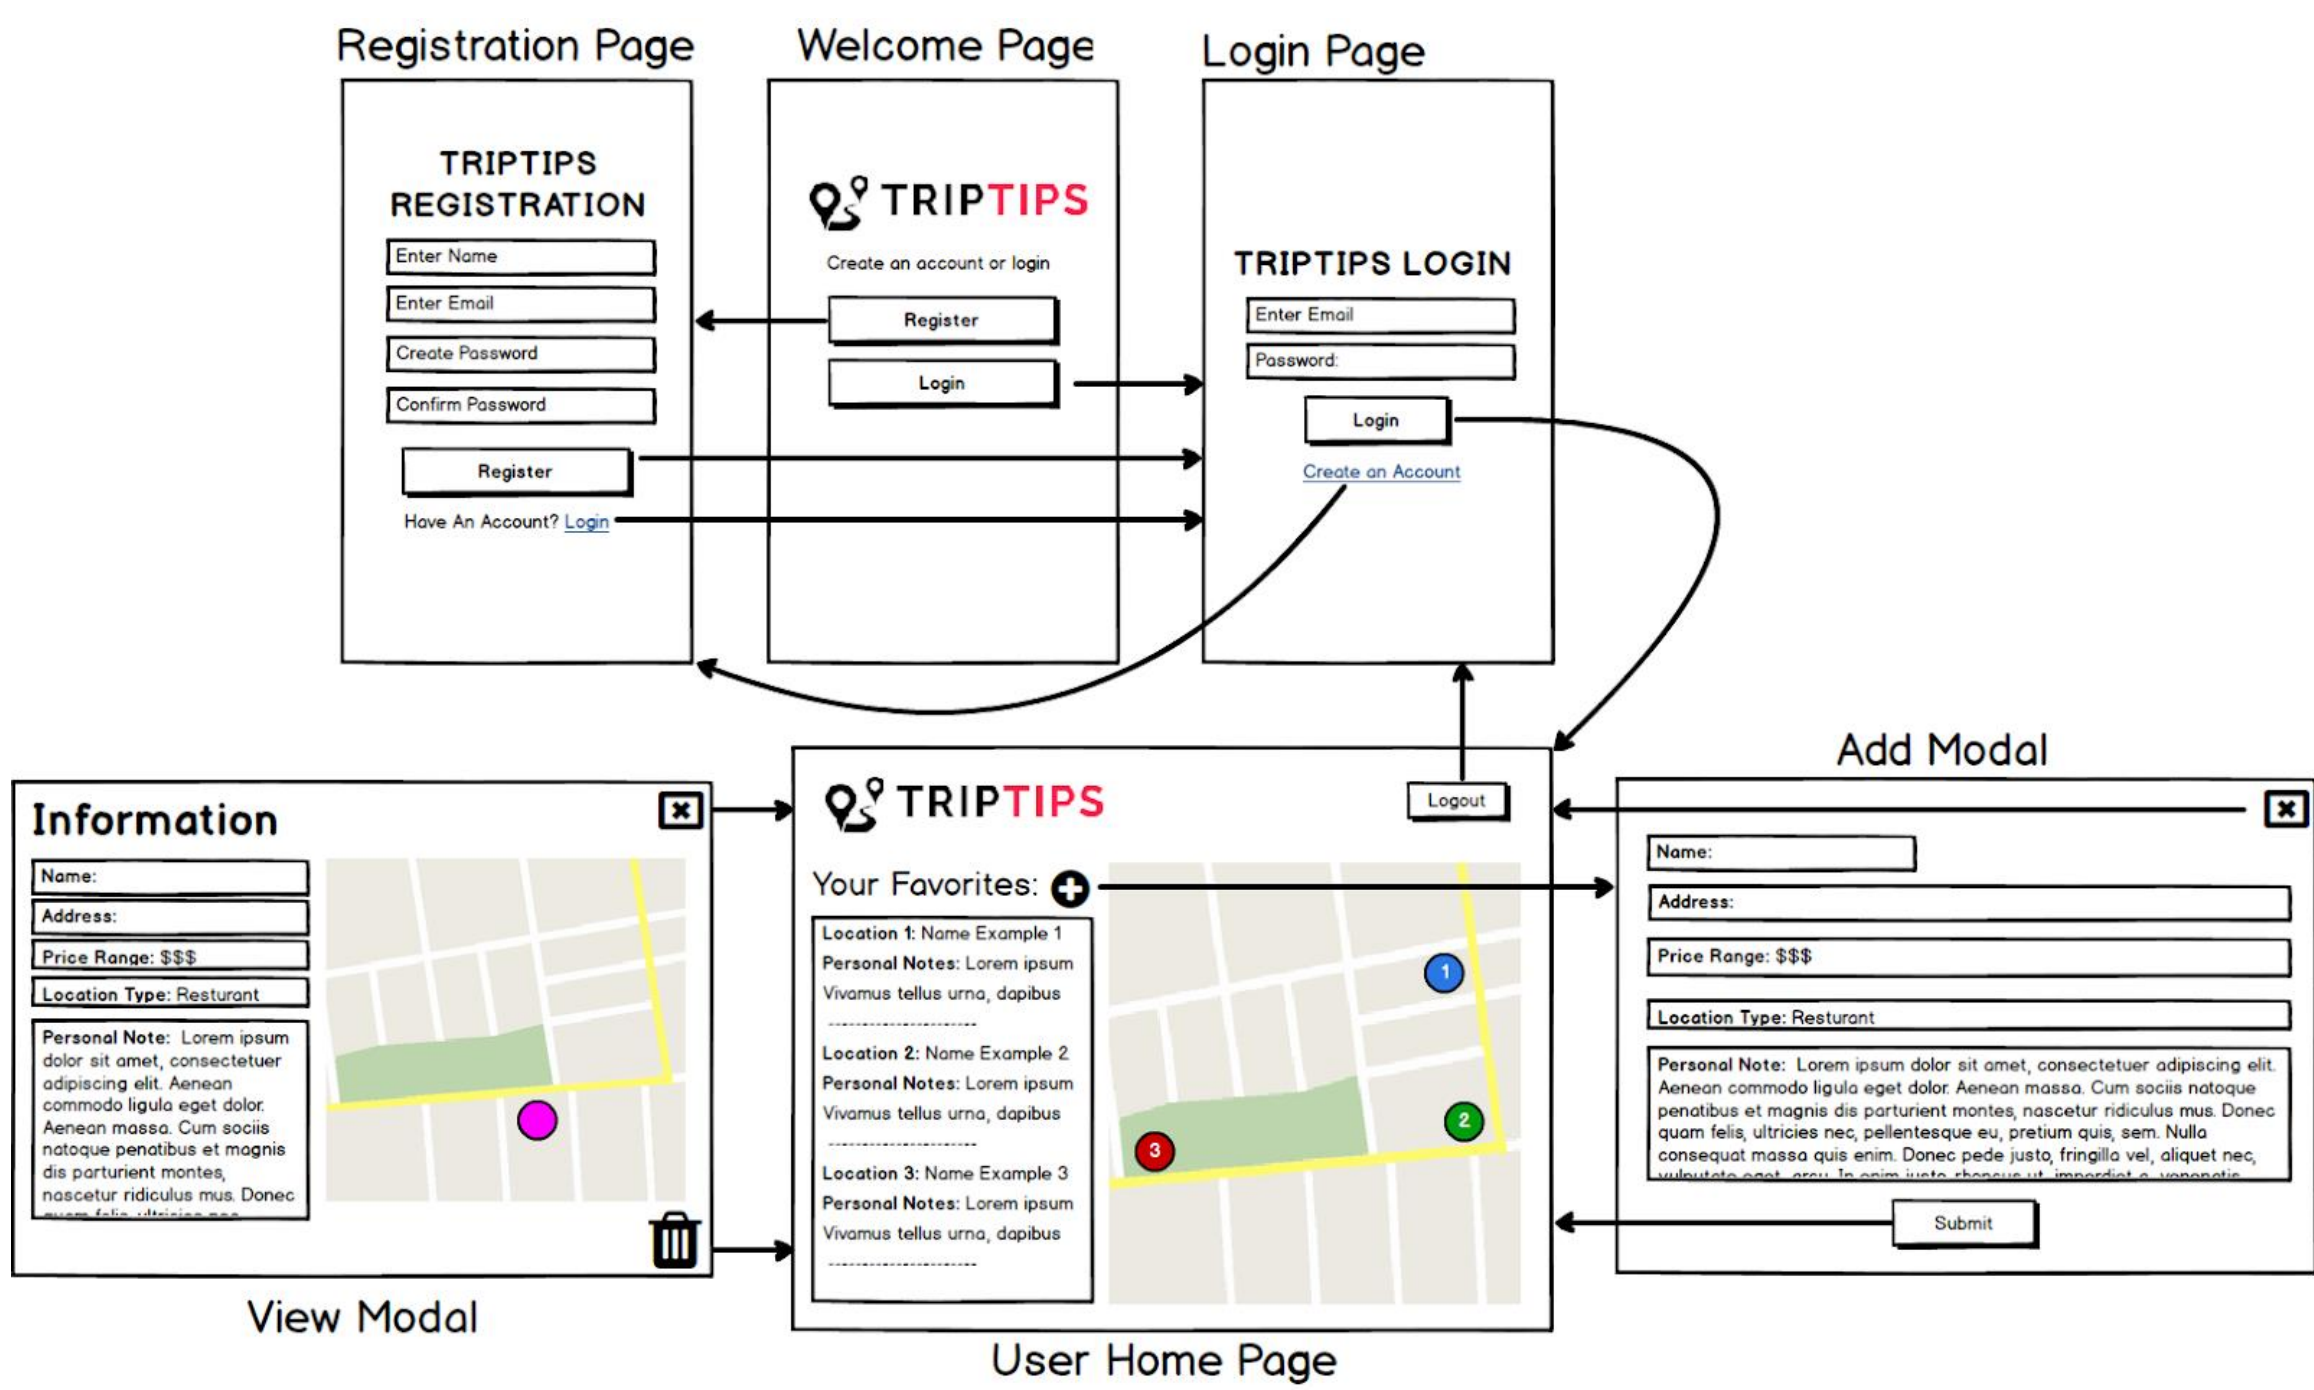 Registration Page
TRIPTIPS
REGISTRATION
Enter Name
Enter Email
Create Password
Confirm Password
Register
Have An Account? Login
Welcome Page
TRIPTIPS
Create an account or login
Register
Login
Login Page
TRIPTIPS LOGIN
Enter Email
Password:
Login
Create an Account
Information
Name:
Address:
Price Range: $$$
Location Type: Resturant
Personal Note: Lorem ipsum
dolor sit amet, consectetuer
adipiscing elit. Aenean
commodo ligula eget dolor.
Aenean massa. Cum sociis
natoque penatibus et magnis
dis parturient montes,
nascetur ridiculus mus. Donec
View Modal
TRIPTIPS
Logout
Your Favorites:
Location 1: Name Example 1
Personal Notes: Lorem ipsum
Vivamus tellus urna, dapibus
------------------------
Location 2: Name Example 2
Personal Notes: Lorem ipsum
Vivamus tellus urna, dapibus
------------------------
Location 3: Name Example 3
Personal Notes: Lorem ipsum
Vivamus tellus urna, dapibus
------------------------
1
2
3
User Home Page
Add Modal
Name:
Address:
Price Range: $$$
Location Type: Resturant
Personal Note: Lorem ipsum dolor sit amet, consectetuer adipiscing elit.
Aenean commodo ligula eget dolor. Aenean massa. Cum sociis natoque
penatibus et magnis dis parturient montes, nascetur ridiculus mus. Donec
quam felis, ultricies nec, pellentesque eu, pretium quis, sem. Nulla
consequat massa quis enim. Donec pede justo, fringilla vel, aliquet nec,
Submit